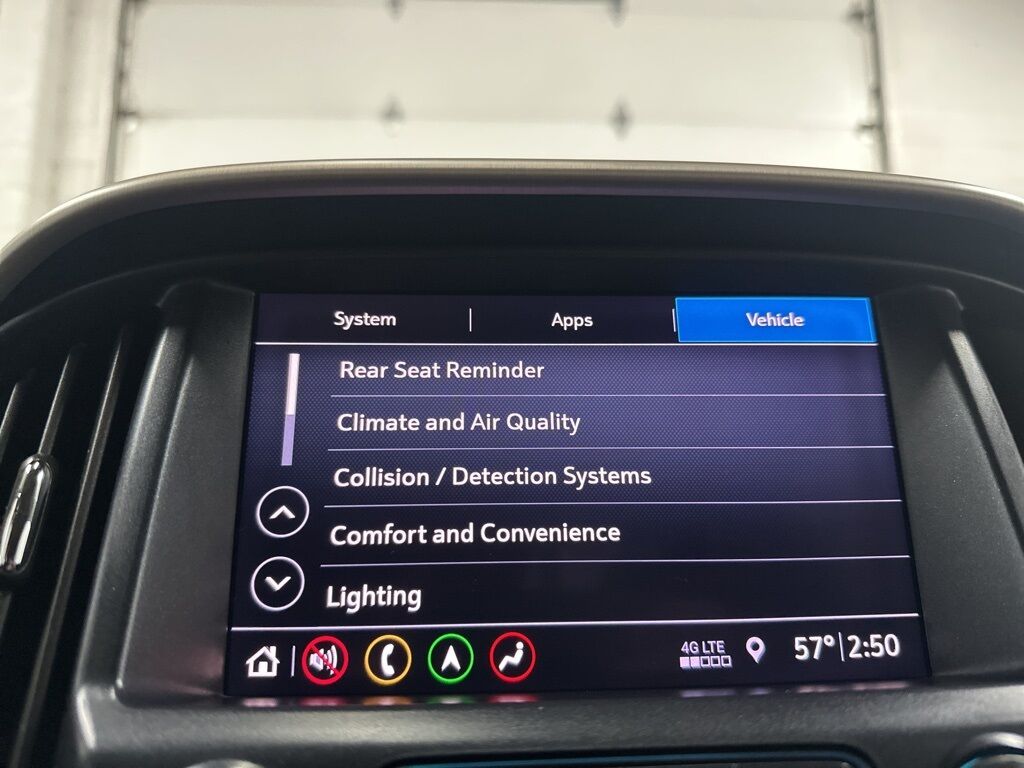 System | Apps | Vehicle
Rear Seat Reminder
Climate and Air Quality
Collision / Detection Systems
Comfort and Convenience
Lighting
4G LTE 57° | 2:50